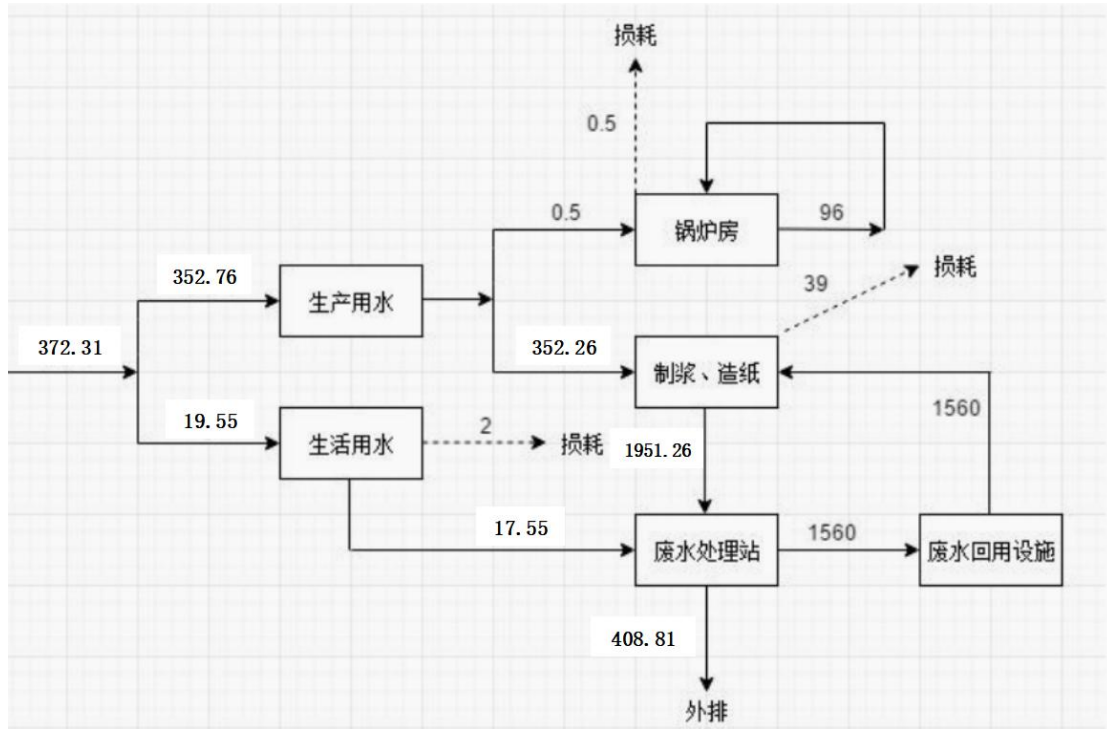 损耗
0.5
0.5
锅炉房
96
352.76
生产用水
39
损耗
372.31
352.26
制浆、造纸
19.55
生活用水
2
损耗
1951.26
1560
17.55
废水处理站
1560
废水回用设施
408.81
外排